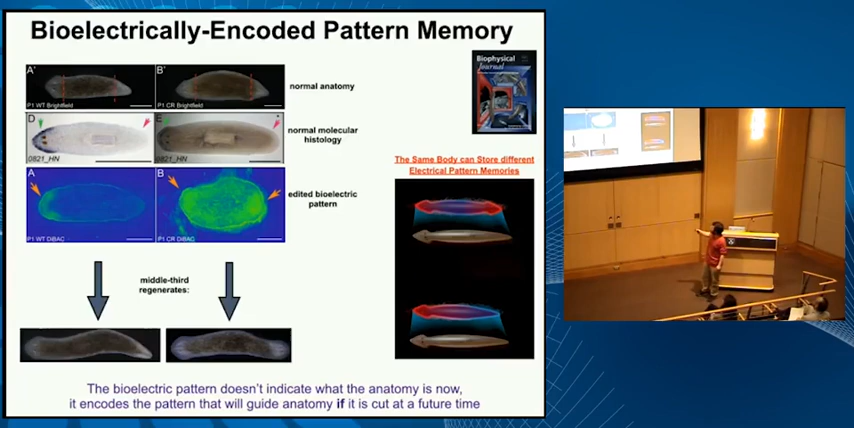 Bioelectrically-Encoded Pattern Memory
A'
P1 WT Brightfield
B'
P1 CR Brightfield
normal anatomy
Biophysical
Journal
D
0821_HN
E
0821_HN
normal molecular
histology
The Same Body can Store different
Electrical Pattern Memories
A
P1 WT DiBAC
B
P1 CR DiBAC
edited bioelectric
pattern
middle-third
regenerates:
The bioelectric pattern doesn't indicate what the anatomy is now,
it encodes the pattern that will guide anatomy if it is cut at a future time